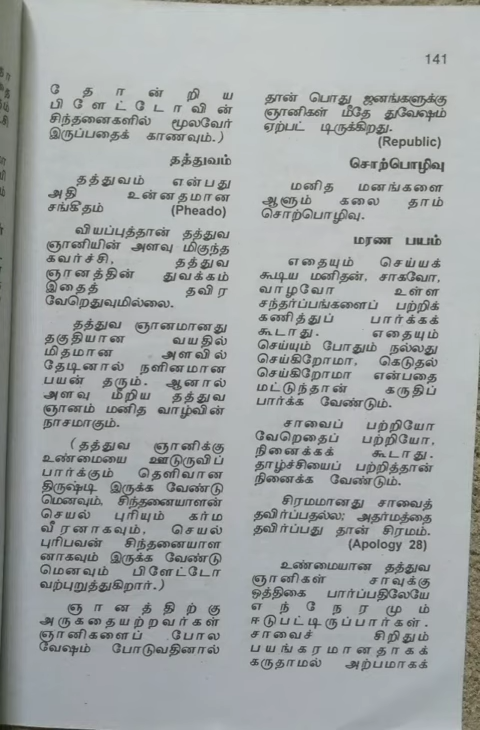 141
தோன்றிய
பிளேட்டோவின்
சிந்தனைகளில் மூலவேர்
இருப்பதைக் காணவும்.)
தத்துவம்
தத்துவம் என்பது
அதி உன்னதமான
சங்கீதம் (Pheado)
வியப்புத்தான் தத்துவ
ஞானியின் அளவு மிகுந்த
கவர்ச்சி, தத்துவ
ஞானத்தின் துவக்கம்
இதைத் தவிர
வேறெதுவுமில்லை.
தத்துவ ஞானமானது
தகுதியான வயதில்
மிதமான அளவில்
தேடினால் நளினமான
பயன் தரும். ஆனால்
அளவு மீறிய தத்துவ
ஞானம் மனித வாழ்வின்
நாசமாகும்.
(தத்துவ ஞானிக்கு
உண்மையை ஊடுருவிப்
பார்க்கும் தெளிவான
திருஷ்டி இருக்க வேண்டு
மெனவும், சிந்தனையாளன்
செயல் புரியும் கர்ம
வீரனாகவும், செயல்
புரிபவன் சிந்தனையாள
னாகவும் இருக்க வேண்டு
மெனவும் பிளேட்டோ
வற்புறுத்துகிறார்.)
ஞானத்திற்கு
அருகதையற்றவர்கள்
ஞானிகளைப் போல
வேஷம் போடுவதினால்
தான் பொது ஜனங்களுக்கு
ஞானிகள் மீதே துவேஷம்
ஏற்பட் டிருக்கிறது.
(Republic)
சொற்பொழிவு
மனித மனங்களை
ஆளும் கலை தாம்
சொற்பொழிவு.
மரண பயம்
எதையும் செய்யக்
கூடிய மனிதன், சாகவோ,
வாழவோ உள்ள
சந்தர்ப்பங்களைப் பற்றிக்
கணித்துப் பார்க்கக்
கூடாது. எதையும்
செய்யும் போதும் நல்லது
செய்கிறோமா, கெடுதல்
செய்கிறோமா என்பதை
மட்டுந்தான் கருதிப்
பார்க்க வேண்டும்.
சாவைப் பற்றியோ
வேறெதைப் பற்றியோ,
நினைக்கக் கூடாது.
தாழ்ச்சியைப் பற்றித்தான்
நினைக்க வேண்டும்.
சிரமமானது சாவைத்
தவிர்ப்பதல்ல; அதர்மத்தை
தவிர்ப்பது தான் சிரமம்.
(Apology 28)
உண்மையான தத்துவ
ஞானிகள் சாவுக்கு
ஒத்திகை பார்ப்பதிலேயே
எந்நேரமும்
ஈடுபட்டிருப்பார்கள்.
சாவைச் சிறிதும்
பயங்கரமானதாகக்
கருதாமல் அற்பமாகக்